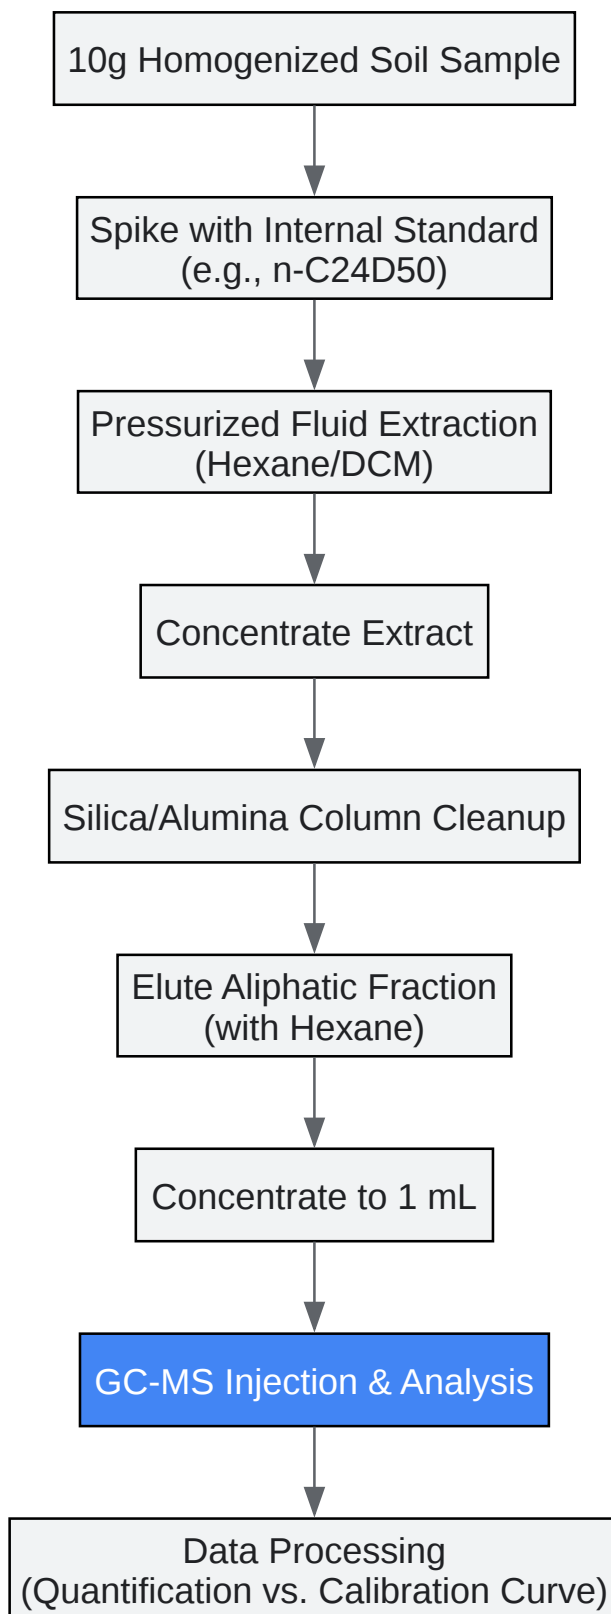 10g Homogenized Soil Sample
Spike with Internal Standard
(e.g., n-C24D50)
Pressurized Fluid Extraction
(Hexane/DCM)
Concentrate Extract
Silica/Alumina Column Cleanup
Elute Aliphatic Fraction
(with Hexane)
Concentrate to 1 mL
GC-MS Injection & Analysis
Data Processing
(Quantification vs. Calibration Curve)